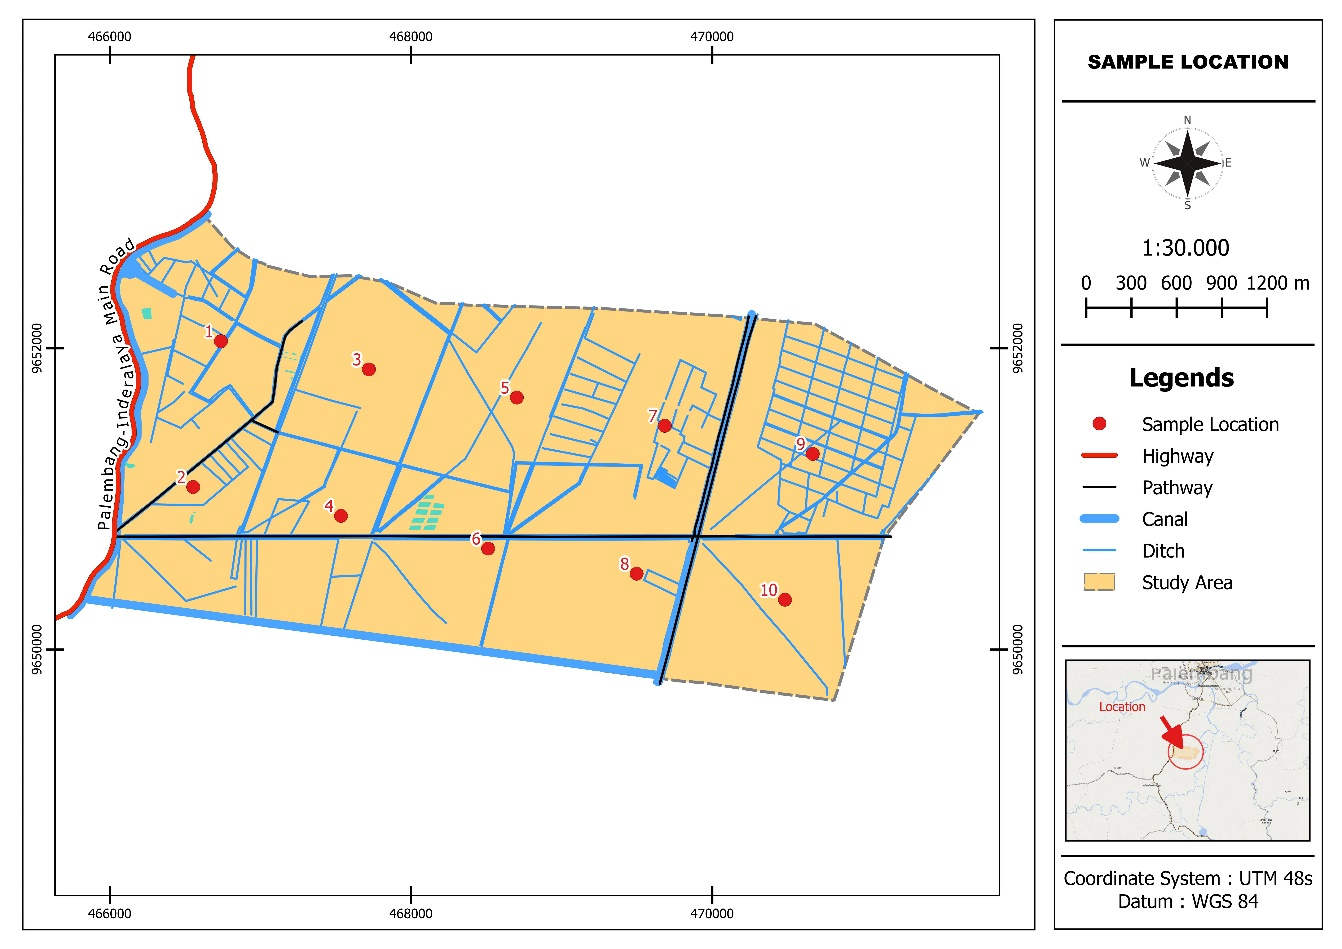 466000
468000
470000
9652000
9650000
Palembang-Inderalaya Main Road
1
2
3
4
5
6
7
8
9
10
9652000
9650000
466000
468000
470000
SAMPLE LOCATION
N
W
E
S
1:30.000
0 300 600 900 1200 m
Legends
Sample Location
Highway
Pathway
Canal
Ditch
Study Area
Palembang
Location
Coordinate System : UTM 48s
Datum : WGS 84